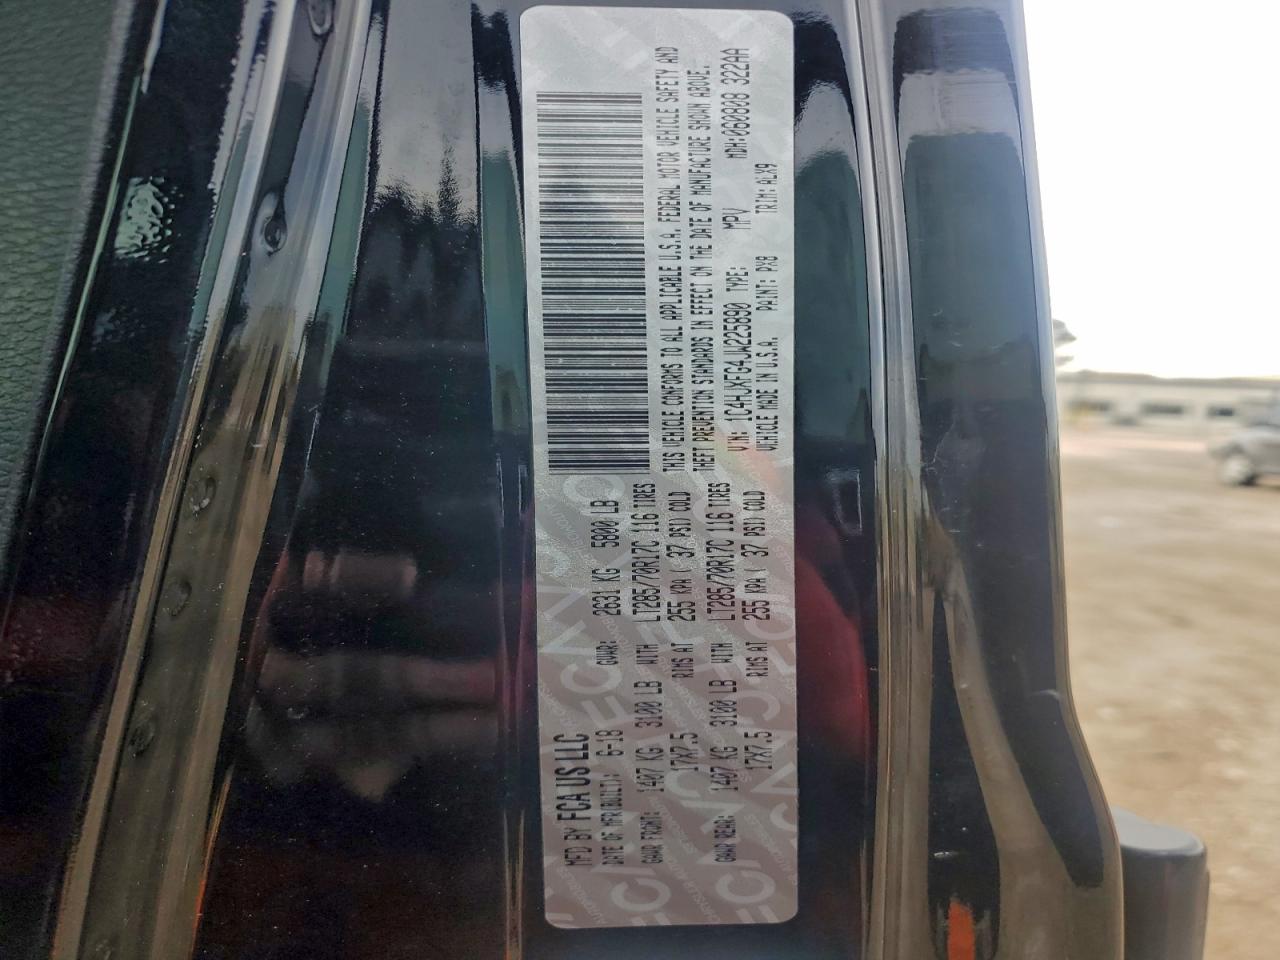 MFD BY FCA US LLC
DATE OF MFR(BUILT): 6-18 GVWR: 2631 KG 5800 LB
GAWR FRONT: 1407 KG 3100 LB WITH LT285/70R17C 116 TIRES
17X7.5 RIMS AT 255 KPA( 37 PSI) COLD
GAWR REAR: 1407 KG 3100 LB WITH LT285/70R17C 116 TIRES
17X7.5 RIMS AT 255 KPA( 37 PSI) COLD
THIS VEHICLE CONFORMS TO ALL APPLICABLE U.S.A. FEDERAL MOTOR VEHICLE SAFETY AND
THEFT PREVENTION STANDARDS IN EFFECT ON THE DATE OF MANUFACTURE SHOWN ABOVE.
VIN: 1C4HJXFG4JW225890 TYPE: MPV MDH:060808 322AA
VEHICLE MADE IN U.S.A. PAINT: PX8 TRIM: ALX9